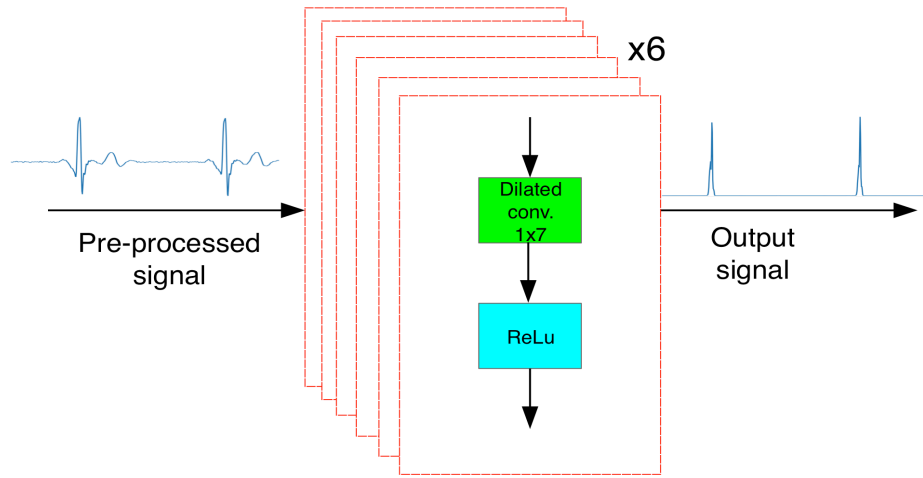 x6
Pre-processed
signal
Dilated
conv.
1x7
ReLu
Output
signal